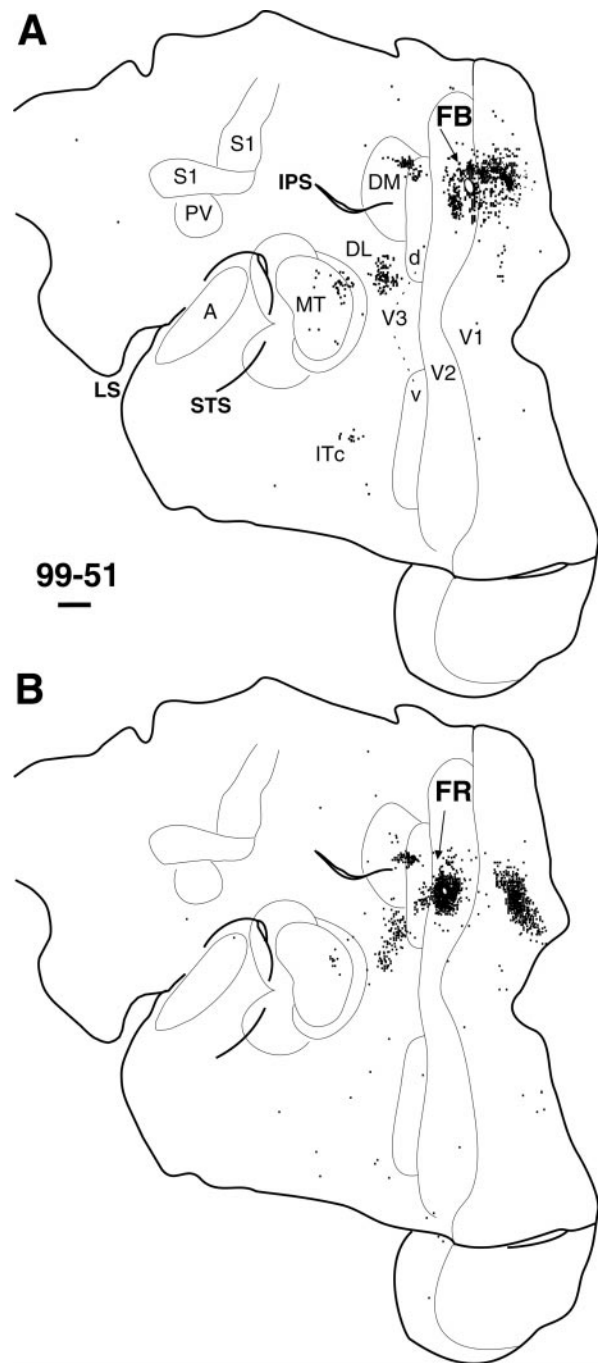 A
FB
S1
S1
PV
IPS
DM
DL
d
A
MT
V3
V1
V2
LS
STS
v
ITc
99-51
B
FR